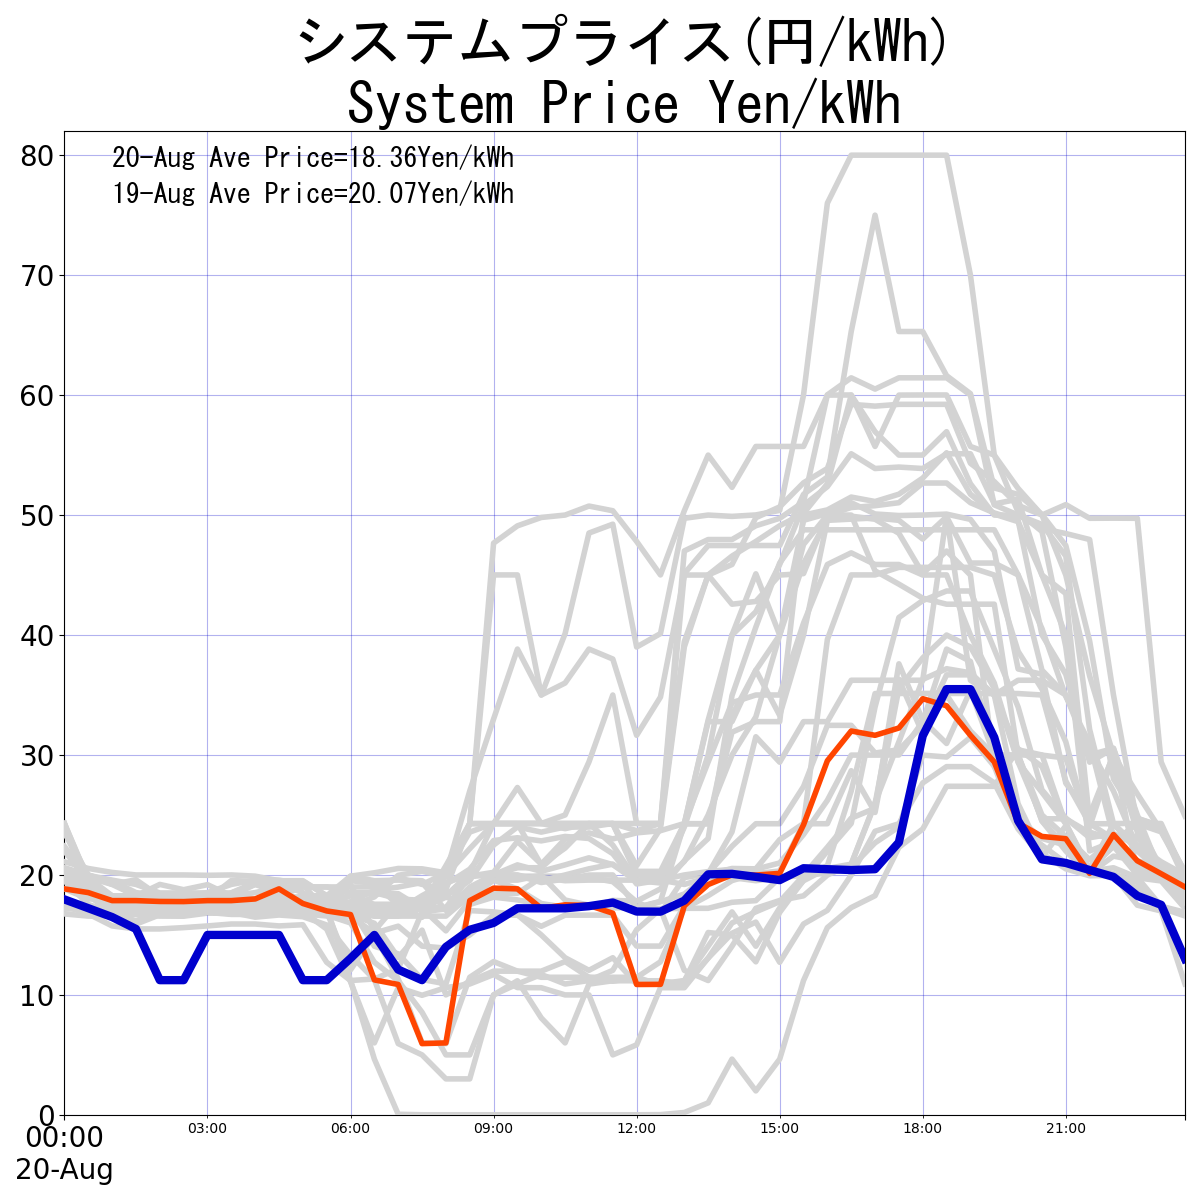 システムプライス(円/kWh)
System Price Yen/kWh
20-Aug Ave Price=18.36Yen/kWh
19-Aug Ave Price=20.07Yen/kWh
80
70
60
50
40
30
20
10
0
00:00 03:00 06:00 09:00 12:00 15:00 18:00 21:00
20-Aug